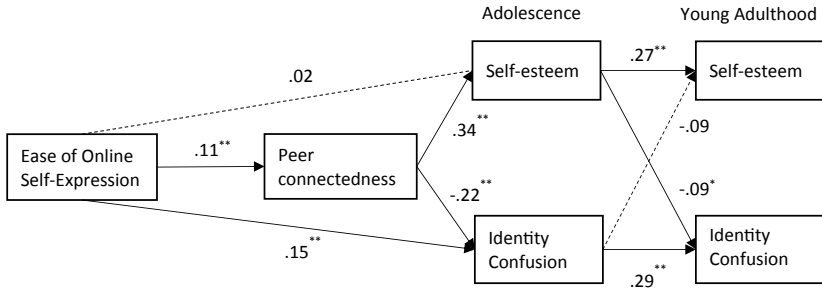 Adolescence
Young Adulthood
.02
Self-esteem
.27**
Self-esteem
Ease of Online
Self-Expression
.11**
Peer
connectedness
.34**
-.09
-.22**
-.09*
.15**
Identity
Confusion
.29**
Identity
Confusion